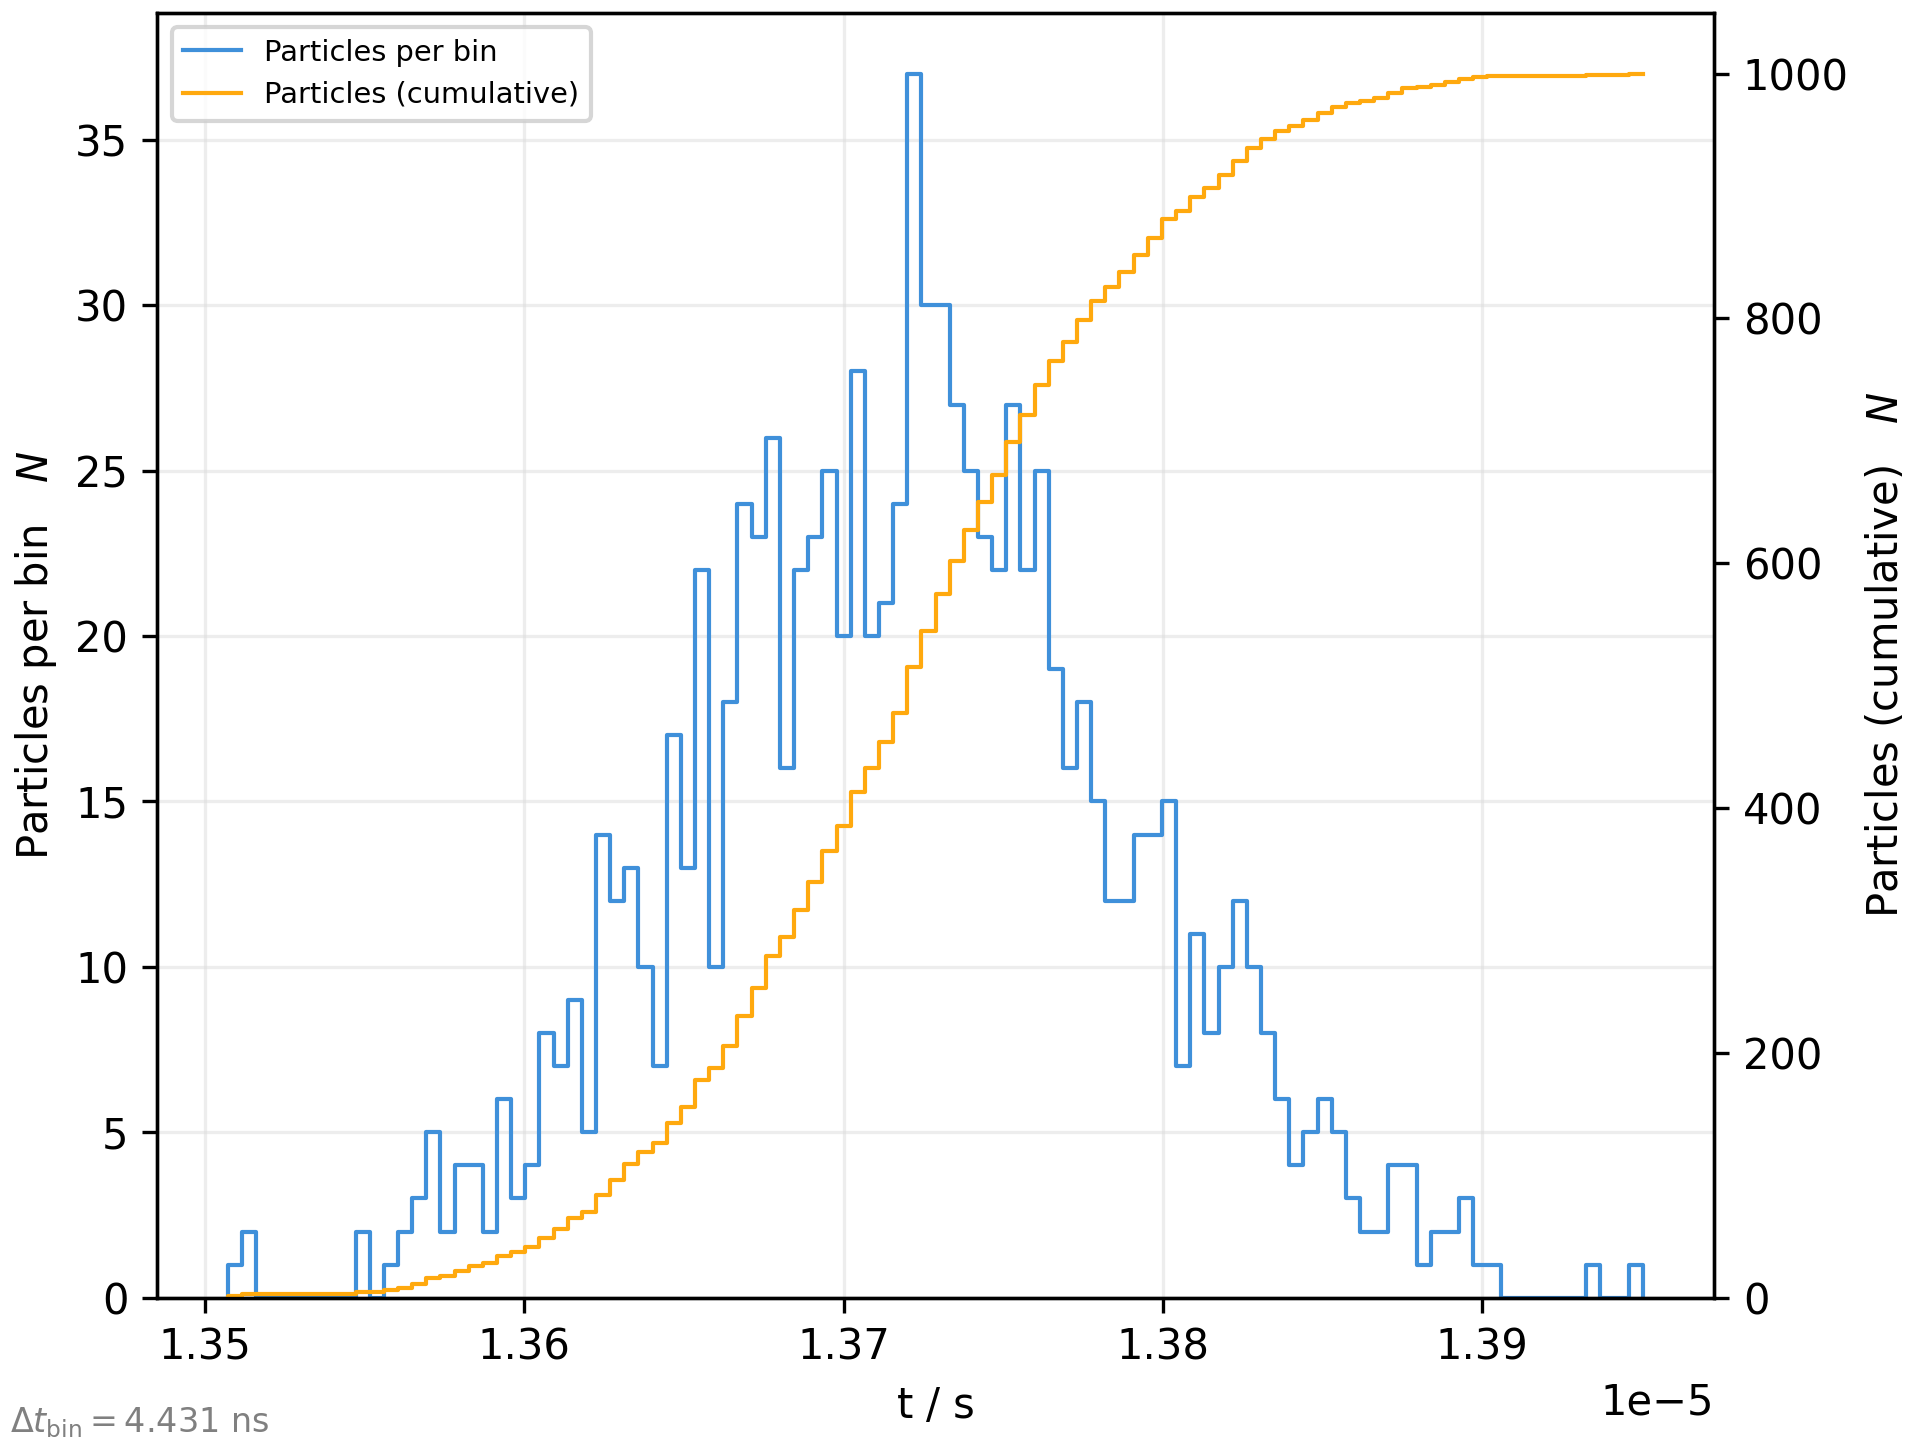 Particles per bin
Particles (cumulative)
Particles per bin N
35
30
25
20
15
10
5
0
Particles (cumulative) N
1000
800
600
400
200
0
1.35 1.36 1.37 1.38 1.39
t / s
1e−5
Δt_bin = 4.431 ns